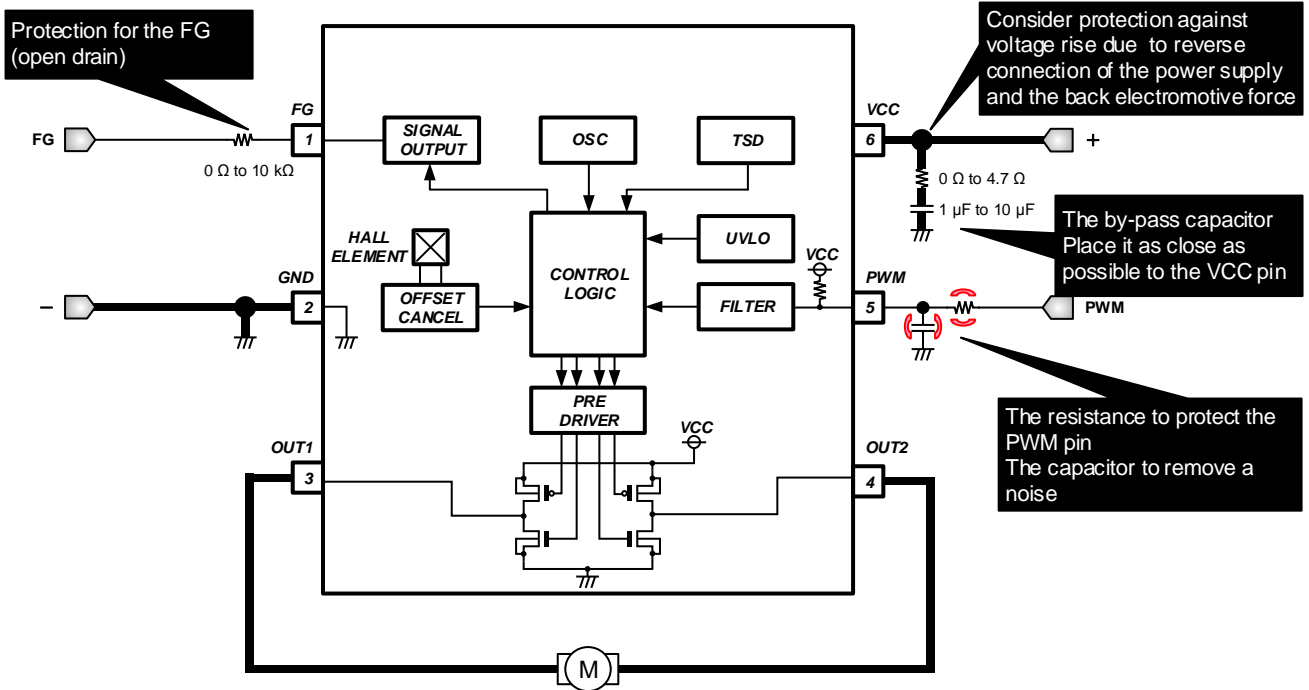 Protection for the FG
(open drain)
Consider protection against
voltage rise due to reverse
connection of the power supply
and the back electromotive force
FG
1
FG
0 Ω to 10 kΩ
SIGNAL
OUTPUT
OSC
TSD
VCC
6
+
0 Ω to 4.7 Ω
1 µF to 10 µF
The by-pass capacitor
Place it as close as
possible to the VCC pin
HALL
ELEMENT
OFFSET
CANCEL
CONTROL
LOGIC
UVLO
FILTER
VCC
GND
2
–
PWM
5
PWM
The resistance to protect the
PWM pin
The capacitor to remove a
noise
PRE
DRIVER
VCC
OUT1
3
OUT2
4
M